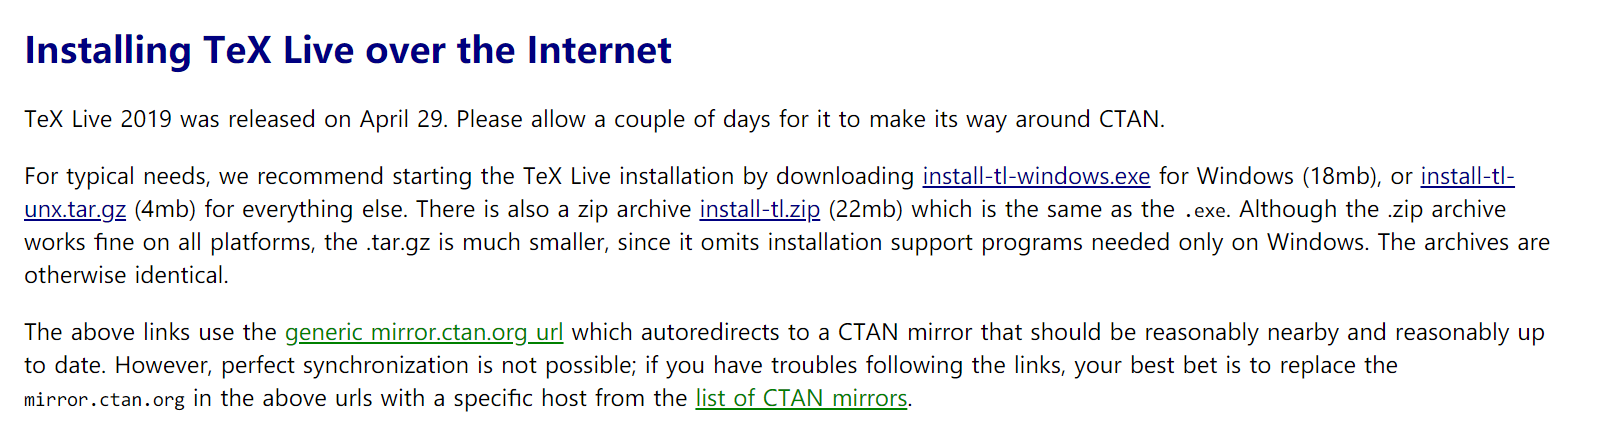 Installing TeX Live over the Internet
TeX Live 2019 was released on April 29. Please allow a couple of days for it to make its way around CTAN.
For typical needs, we recommend starting the TeX Live installation by downloading install-tl-windows.exe for Windows (18mb), or install-tl-
unx.tar.gz (4mb) for everything else. There is also a zip archive install-tl.zip (22mb) which is the same as the .exe. Although the .zip archive
works fine on all platforms, the .tar.gz is much smaller, since it omits installation support programs needed only on Windows. The archives are
otherwise identical.
The above links use the generic mirror.ctan.org url which autoredirects to a CTAN mirror that should be reasonably nearby and reasonably up
to date. However, perfect synchronization is not possible; if you have troubles following the links, your best bet is to replace the
mirror.ctan.org in the above urls with a specific host from the list of CTAN mirrors.